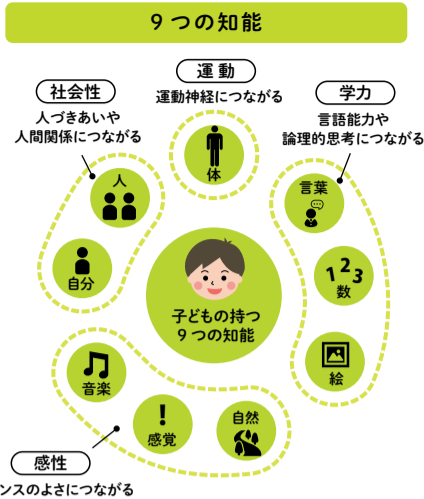 9つの知能
運動
運動神経につながる
体
社会性
人づきあいや
人間関係につながる
人
自分
学力
言語能力や
論理的思考につながる
言葉
1 2 3
数
絵
子どもの持つ
9つの知能
音楽
!
感覚
自然
感性
ンスのよさにつながる